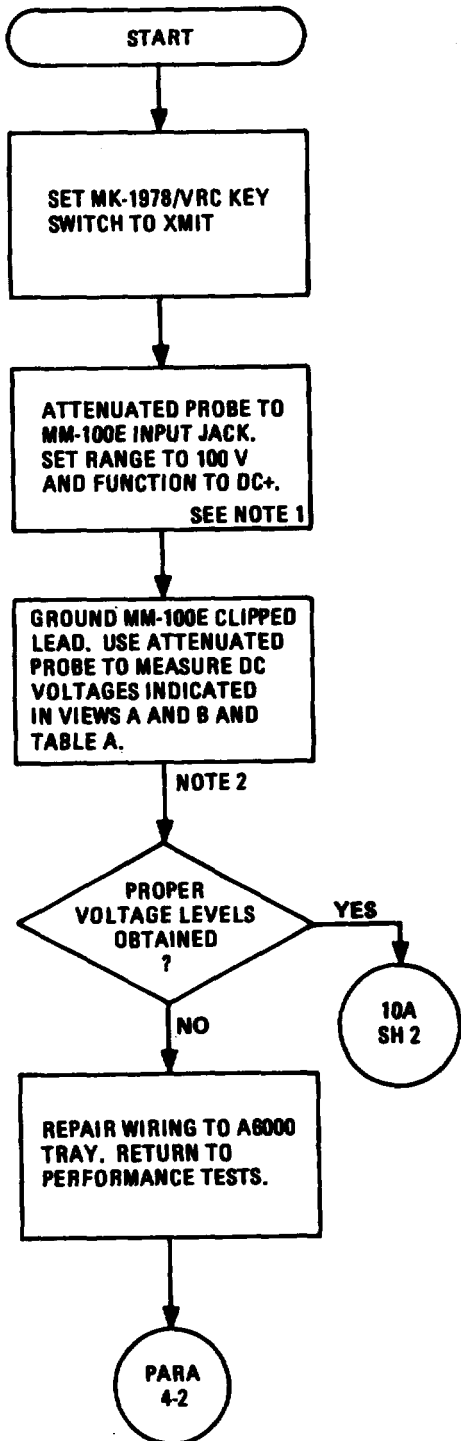 START
SET MK-1978/VRC KEY
SWITCH TO XMIT
ATTENUATED PROBE TO
MM-100E INPUT JACK.
SET RANGE TO 100 V
AND FUNCTION TO DC+.
SEE NOTE 1
GROUND MM-100E CLIPPED
LEAD. USE ATTENUATED
PROBE TO MEASURE DC
VOLTAGES INDICATED
IN VIEWS A AND B AND
TABLE A.
NOTE 2
PROPER
VOLTAGE LEVELS
OBTAINED
?
YES
10A
SH 2
NO
REPAIR WIRING TO A6000
TRAY. RETURN TO
PERFORMANCE TESTS.
PARA
4-2